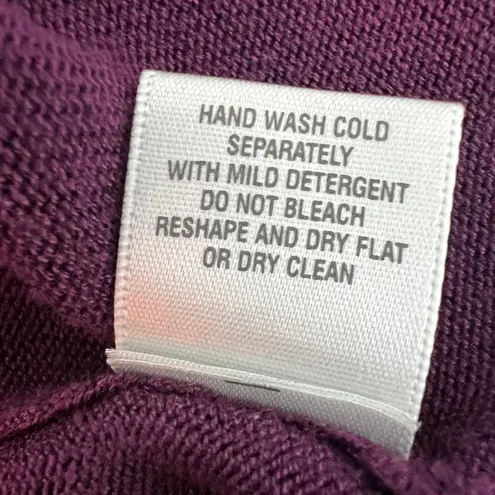 HAND WASH COLD
SEPARATELY
WITH MILD DETERGENT
DO NOT BLEACH
RESHAPE AND DRY FLAT
OR DRY CLEAN